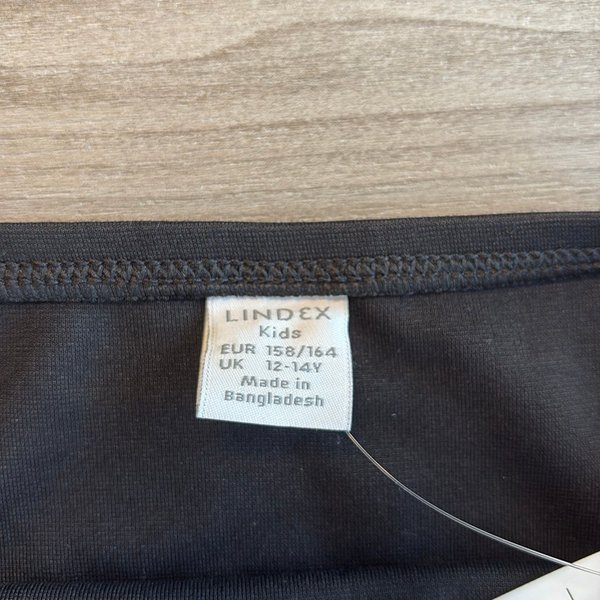 LINDEX
Kids
EUR 158/164
UK 12-14Y
Made in
Bangladesh